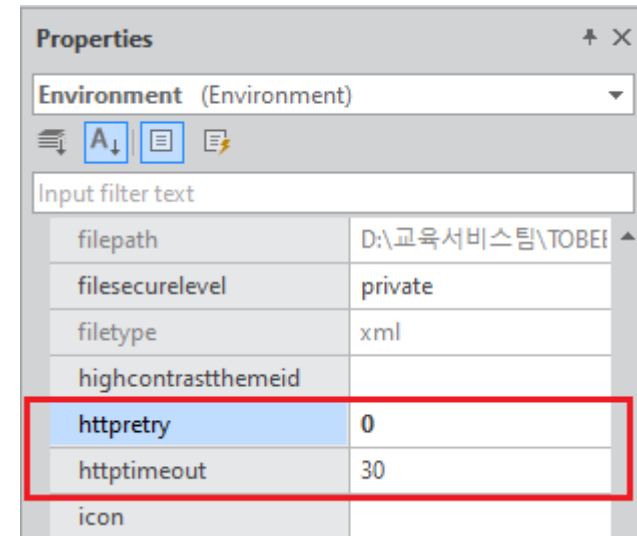 Properties
Environment (Environment)
Input filter text
filepath D:\교육서비스팀\TOBEE
filesecurelevel private
filetype xml
highcontrastthemeid
httpretry 0
httptimeout 30
icon